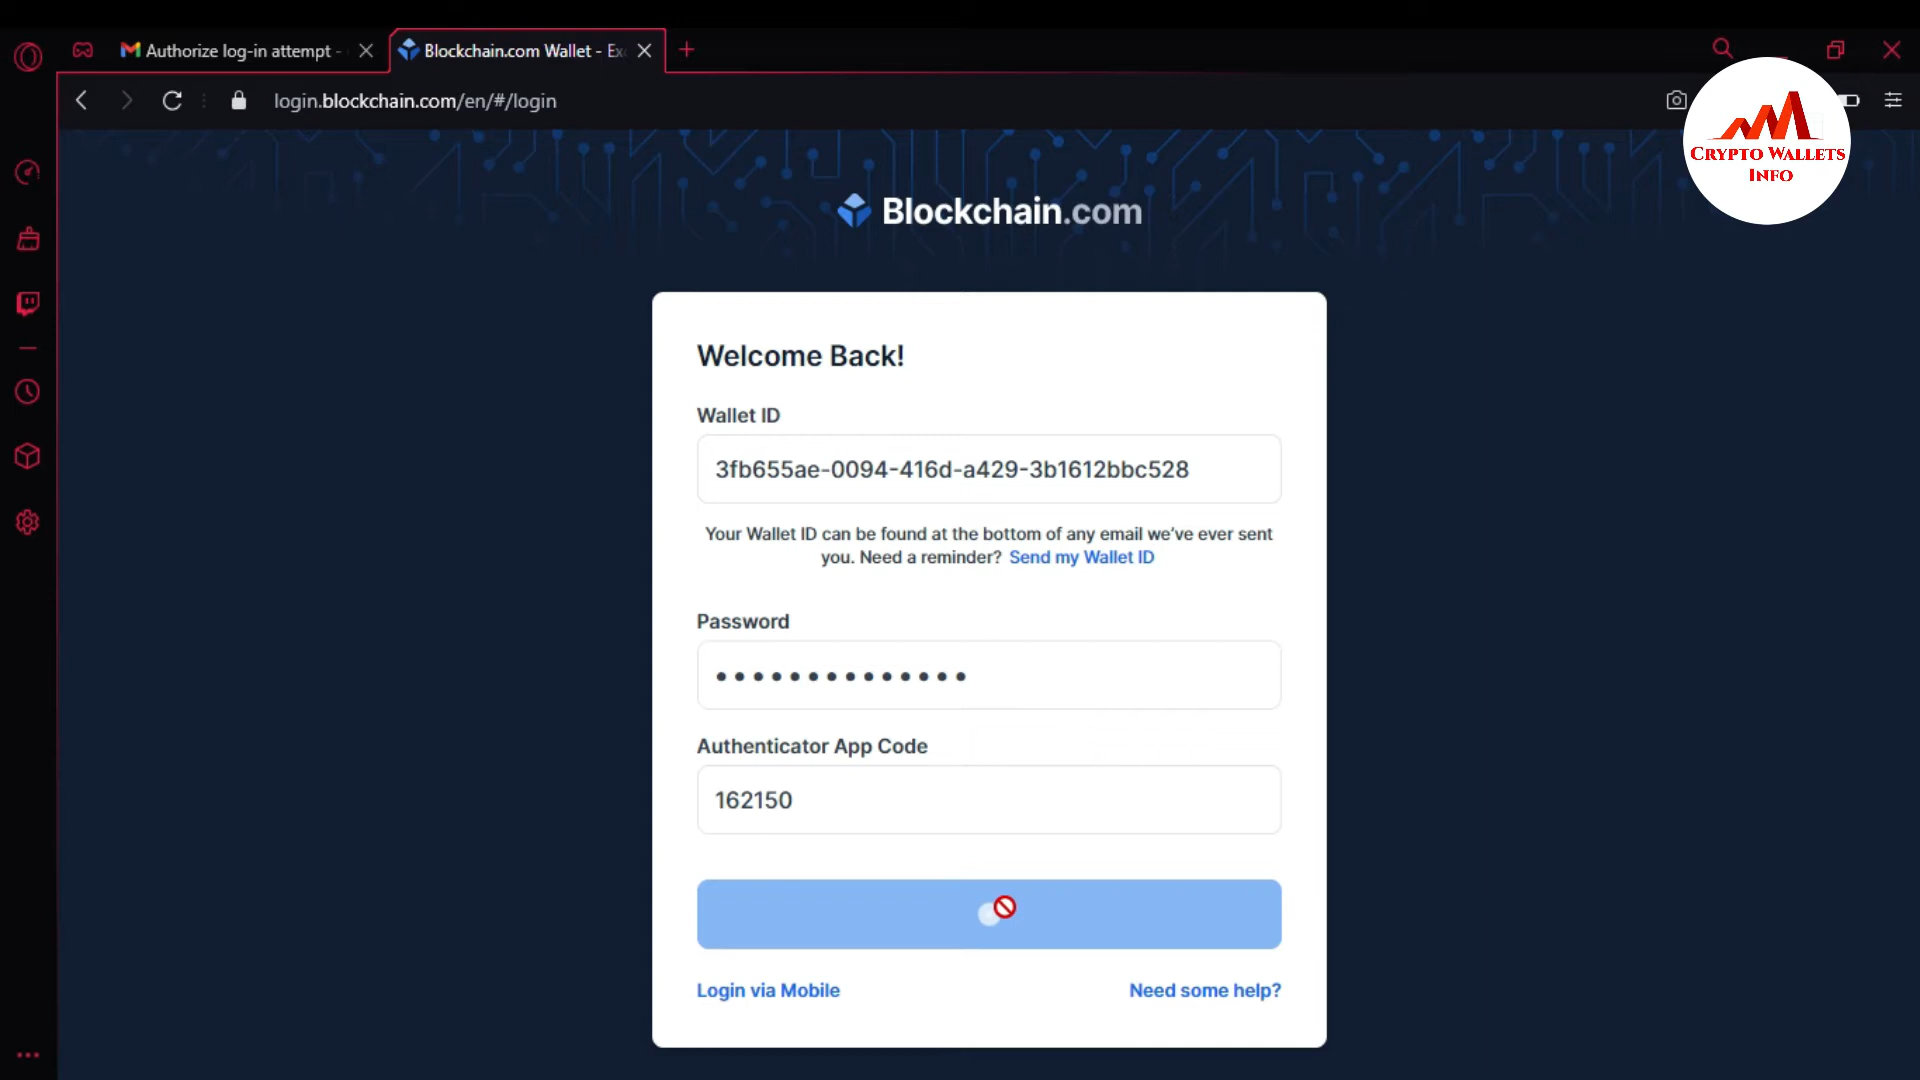 Authorize log-in attempt -
Blockchain.com Wallet - Ex
login.blockchain.com/en/#/login
CRYPTO WALLETS
INFO
Blockchain.com
Welcome Back!
Wallet ID
3fb655ae-0094-416d-a429-3b1612bbc528
Your Wallet ID can be found at the bottom of any email we've ever sent
you. Need a reminder? Send my Wallet ID
Password
Authenticator App Code
162150
Login via Mobile
Need some help?